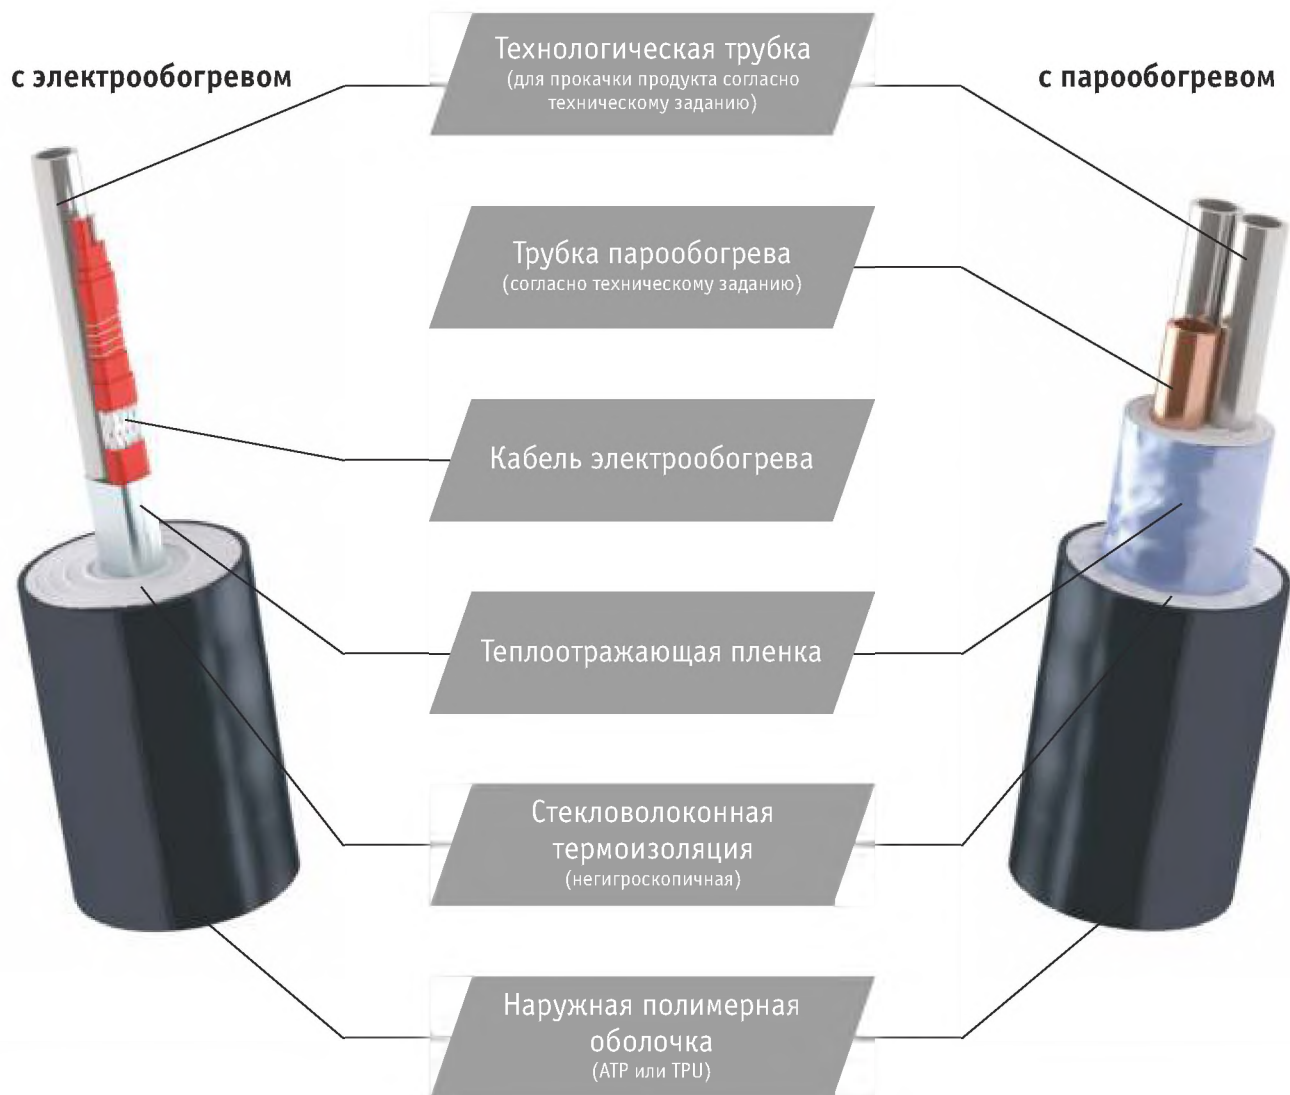 с электрообогревом
с парообогревом
Технологическая трубка
(для прокачки продукта согласно
техническому заданию)
Трубка парообогрева
(согласно техническому заданию)
Кабель электрообогрева
Теплоотражающая пленка
Стекловолоконная
термоизоляция
(негигроскопичная)
Наружная полимерная
оболочка
(ATP или TPU)